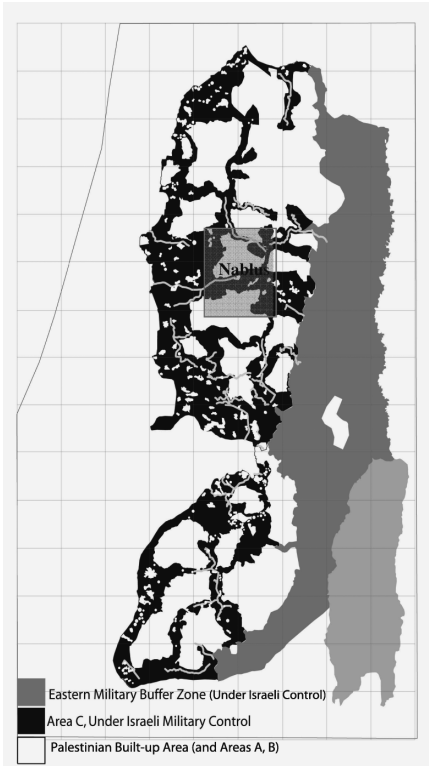 Nablus
Eastern Military Buffer Zone (Under Israeli Control)
Area C, Under Israeli Military Control
Palestinian Built-up Area (and Areas A, B)